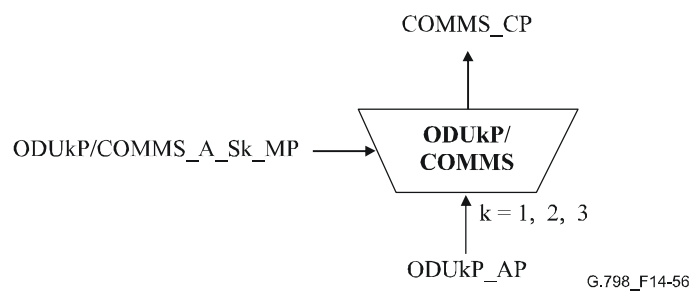 COMMS_CP
ODUkP/COMMS_A_Sk_MP
ODUkP/
COMMS
k = 1, 2, 3
ODUkP_AP
G.798_F14-56